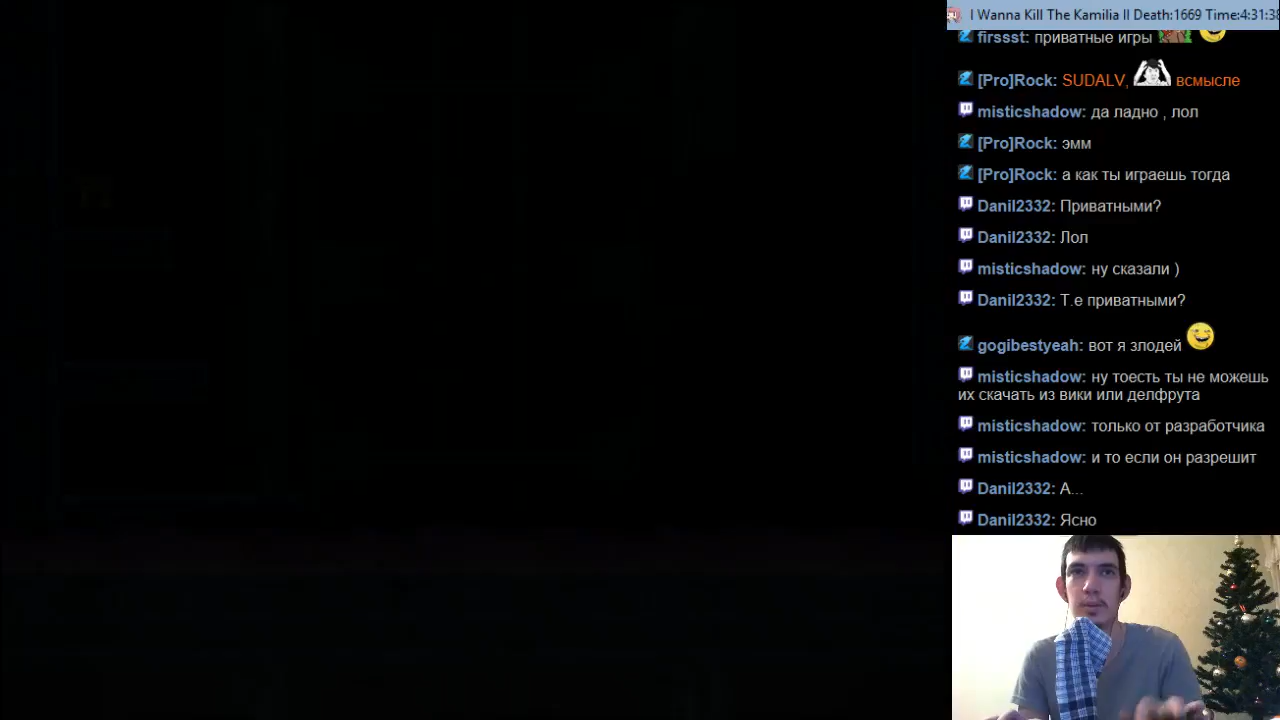 I Wanna Kill The Kamilia II Death:1669 Time:4:31:38
firssst: приватные игры
[Pro]Rock: SUDALV, всмысле
misticshadow: да ладно , лол
[Pro]Rock: эмм
[Pro]Rock: а как ты играешь тогда
Danil2332: Приватными?
Danil2332: Лол
misticshadow: ну сказали )
Danil2332: Т.е приватными?
gogibestyeah: вот я злодей
misticshadow: ну тоесть ты не можешь
их скачать из вики или делфрута
misticshadow: только от разработчика
misticshadow: и то если он разрешит
Danil2332: А...
Danil2332: Ясно